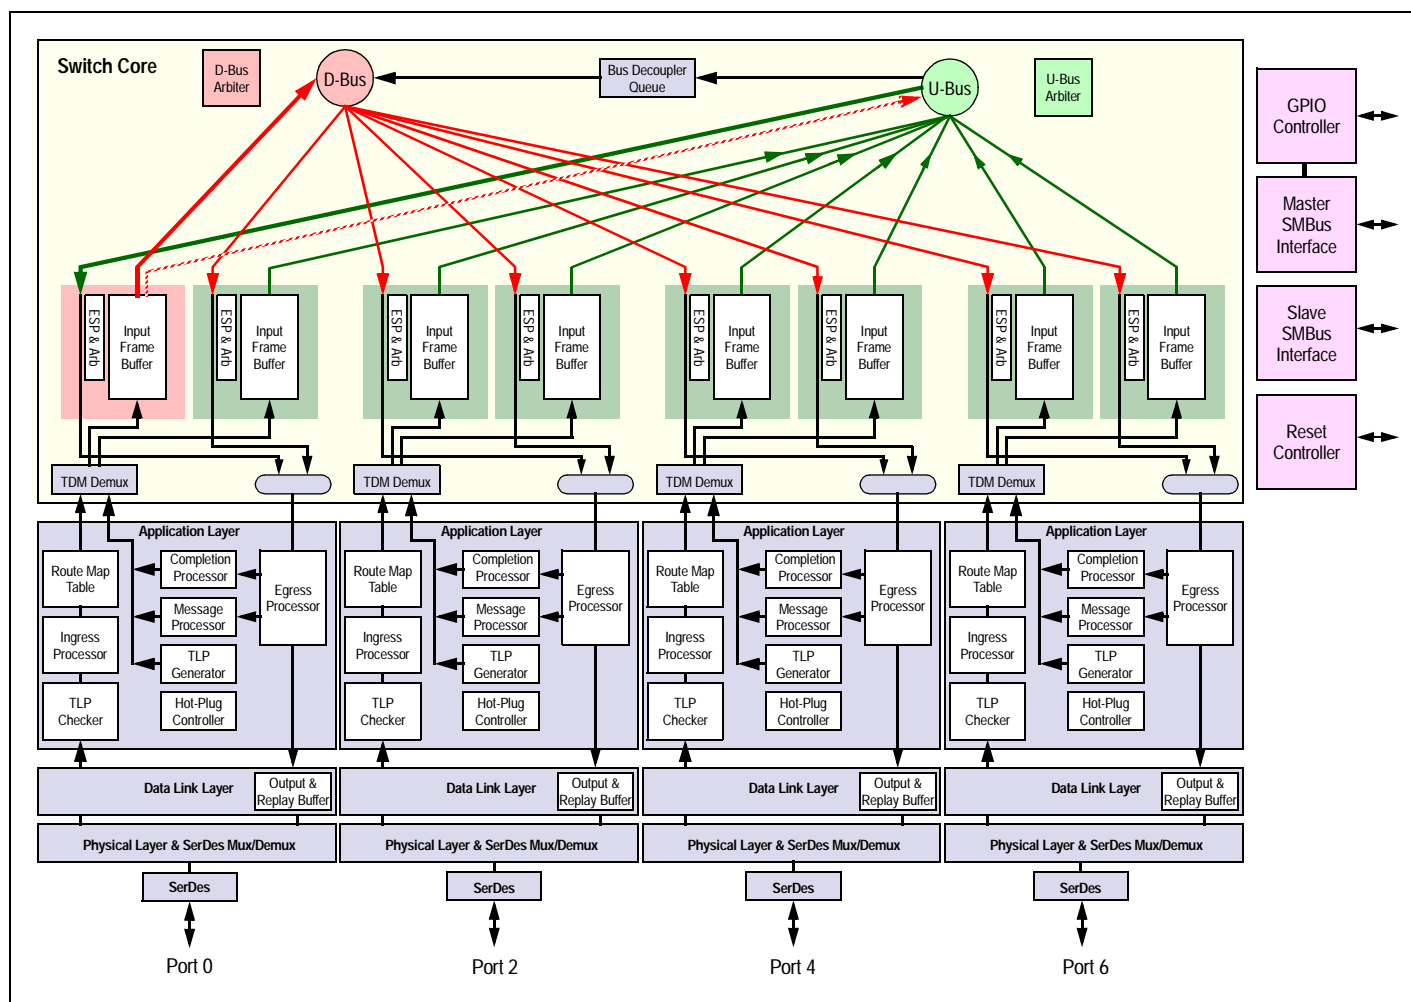 Switch Core
D-Bus
Arbiter
D-Bus
Bus Decoupler
Queue
U-Bus
U-Bus
Arbiter
GPIO
Controller
Master
SMBus
Interface
Slave
SMBus
Interface
Reset
Controller
ESP & Arb
Input
Frame
Buffer
ESP & Arb
Input
Frame
Buffer
ESP & Arb
Input
Frame
Buffer
ESP & Arb
Input
Frame
Buffer
ESP & Arb
Input
Frame
Buffer
ESP & Arb
Input
Frame
Buffer
ESP & Arb
Input
Frame
Buffer
ESP & Arb
Input
Frame
Buffer
TDM Demux
TDM Demux
TDM Demux
TDM Demux
Application Layer
Route Map
Table
Ingress
Processor
TLP
Checker
Completion
Processor
Message
Processor
TLP
Generator
Hot-Plug
Controller
Egress
Processor
Application Layer
Route Map
Table
Ingress
Processor
TLP
Checker
Completion
Processor
Message
Processor
TLP
Generator
Hot-Plug
Controller
Egress
Processor
Application Layer
Route Map
Table
Ingress
Processor
TLP
Checker
Completion
Processor
Message
Processor
TLP
Generator
Hot-Plug
Controller
Egress
Processor
Application Layer
Route Map
Table
Ingress
Processor
TLP
Checker
Completion
Processor
Message
Processor
TLP
Generator
Hot-Plug
Controller
Egress
Processor
Data Link Layer
Output &
Replay Buffer
Data Link Layer
Output &
Replay Buffer
Data Link Layer
Output &
Replay Buffer
Data Link Layer
Output &
Replay Buffer
Physical Layer & SerDes Mux/Demux
Physical Layer & SerDes Mux/Demux
Physical Layer & SerDes Mux/Demux
Physical Layer & SerDes Mux/Demux
SerDes
SerDes
SerDes
SerDes
Port 0
Port 2
Port 4
Port 6